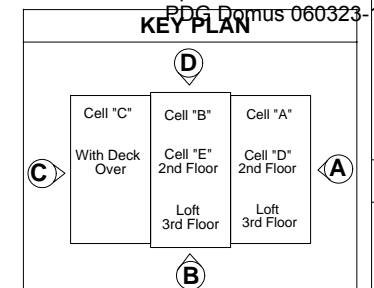 PDG Domus 060323-
KEY PLAN
D
Cell "C"
With Deck
Over
Cell "B"
Cell "E"
2nd Floor
Loft
3rd Floor
Cell "A"
Cell "D"
2nd Floor
Loft
3rd Floor
C
A
B